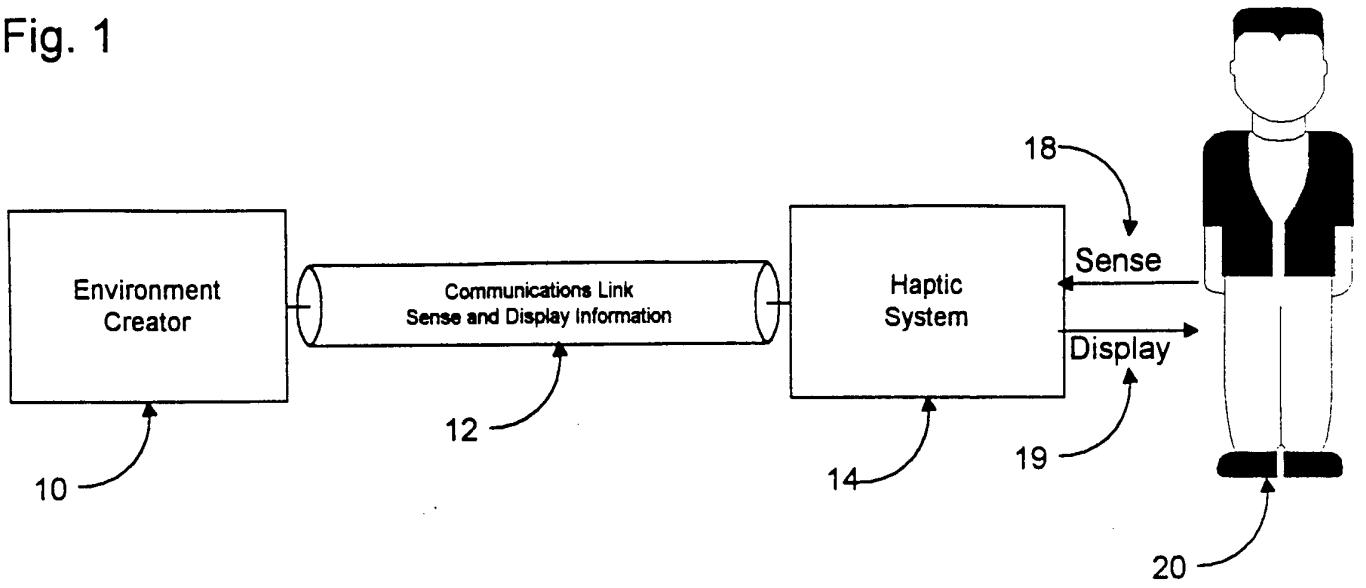 Fig. 1
18
Environment
Creator
Communications Link
Sense and Display Information
Haptic
System
Sense
Display
12
10
14
19
20